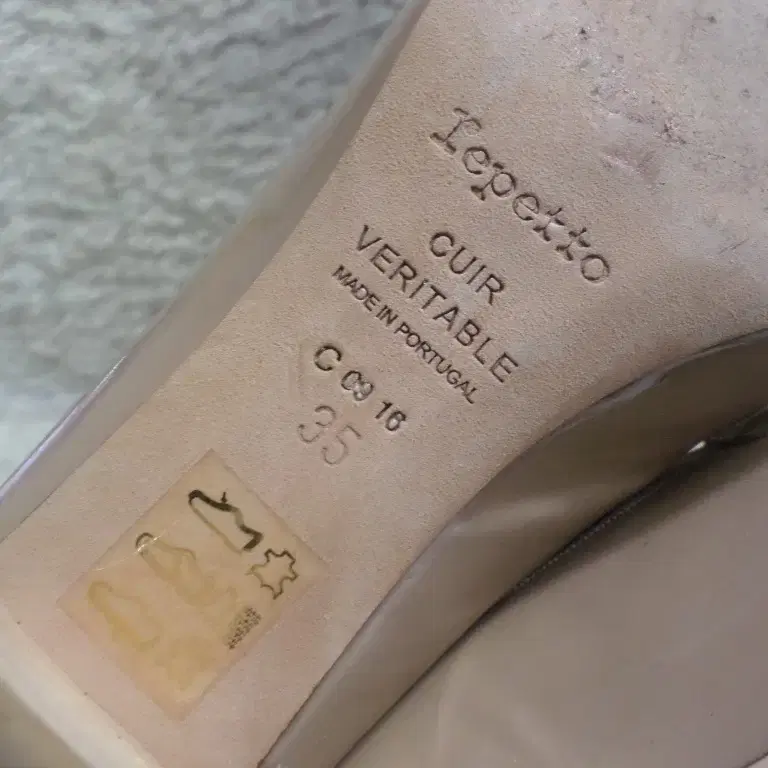 repetto
CUIR
VERITABLE
MADE IN PORTUGAL
C 09 16
35